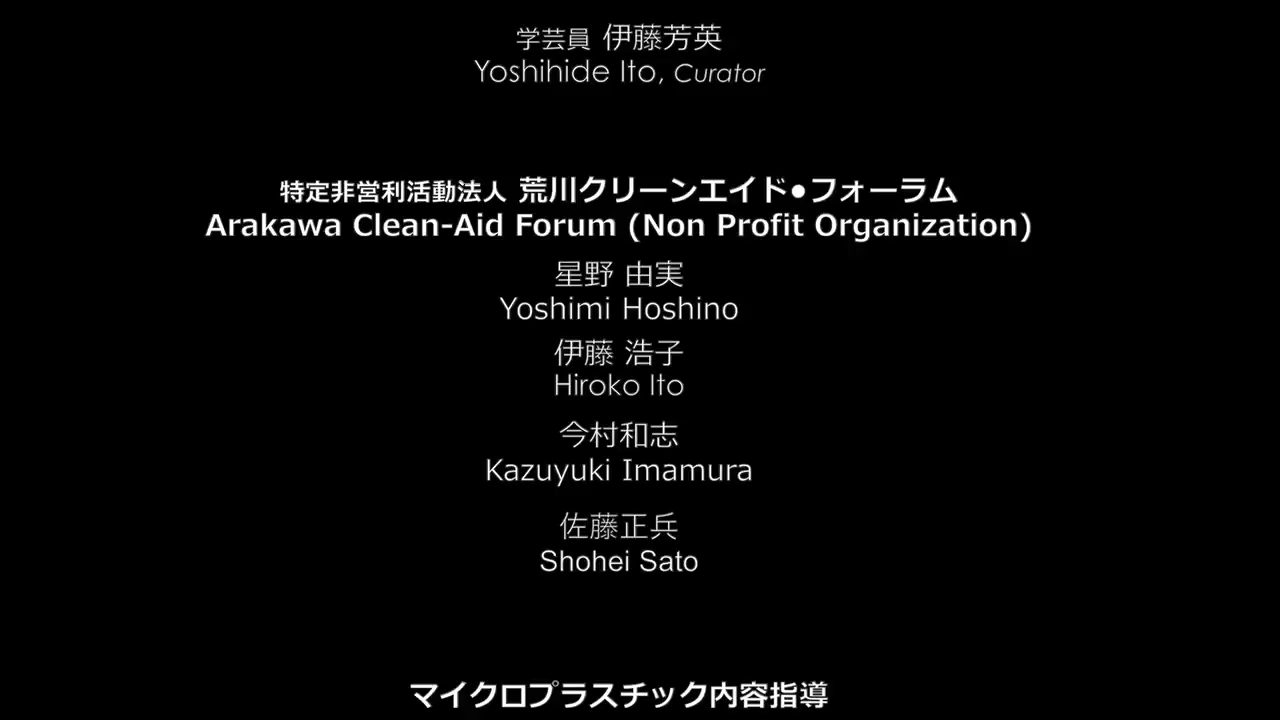 学芸員 伊藤芳英
Yoshihide Ito, Curator
特定非営利活動法人 荒川クリーンエイド●フォーラム
Arakawa Clean-Aid Forum (Non Profit Organization)
星野 由実
Yoshimi Hoshino
伊藤 浩子
Hiroko Ito
今村和志
Kazuyuki Imamura
佐藤正兵
Shohei Sato
マイクロプラスチック内容指導